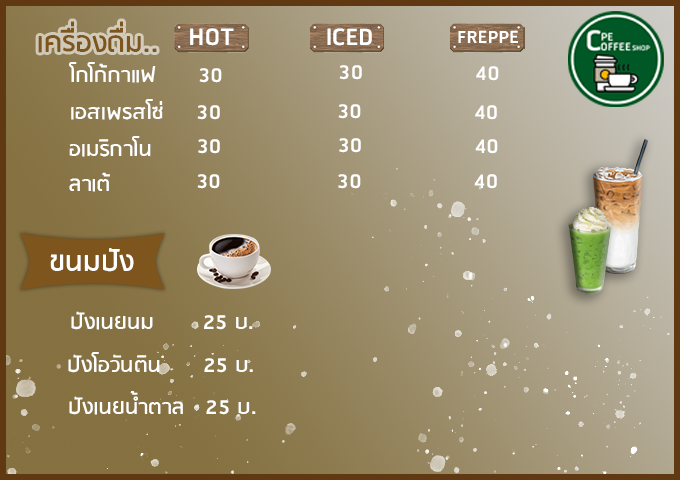 เครื่องดื่ม.. HOT ICED FREPPE
CPE
COFFEE SHOP
โกโก้กาแฟ 30 30 40
เอสเพรสโซ่ 30 30 40
อเมริกาโน 30 30 40
ลาเต้ 30 30 40
ขนมปัง
ปังเนยนม 25 บ.
ปังโอวันติน 25 บ.
ปังเนยน้ำตาล 25 ม.